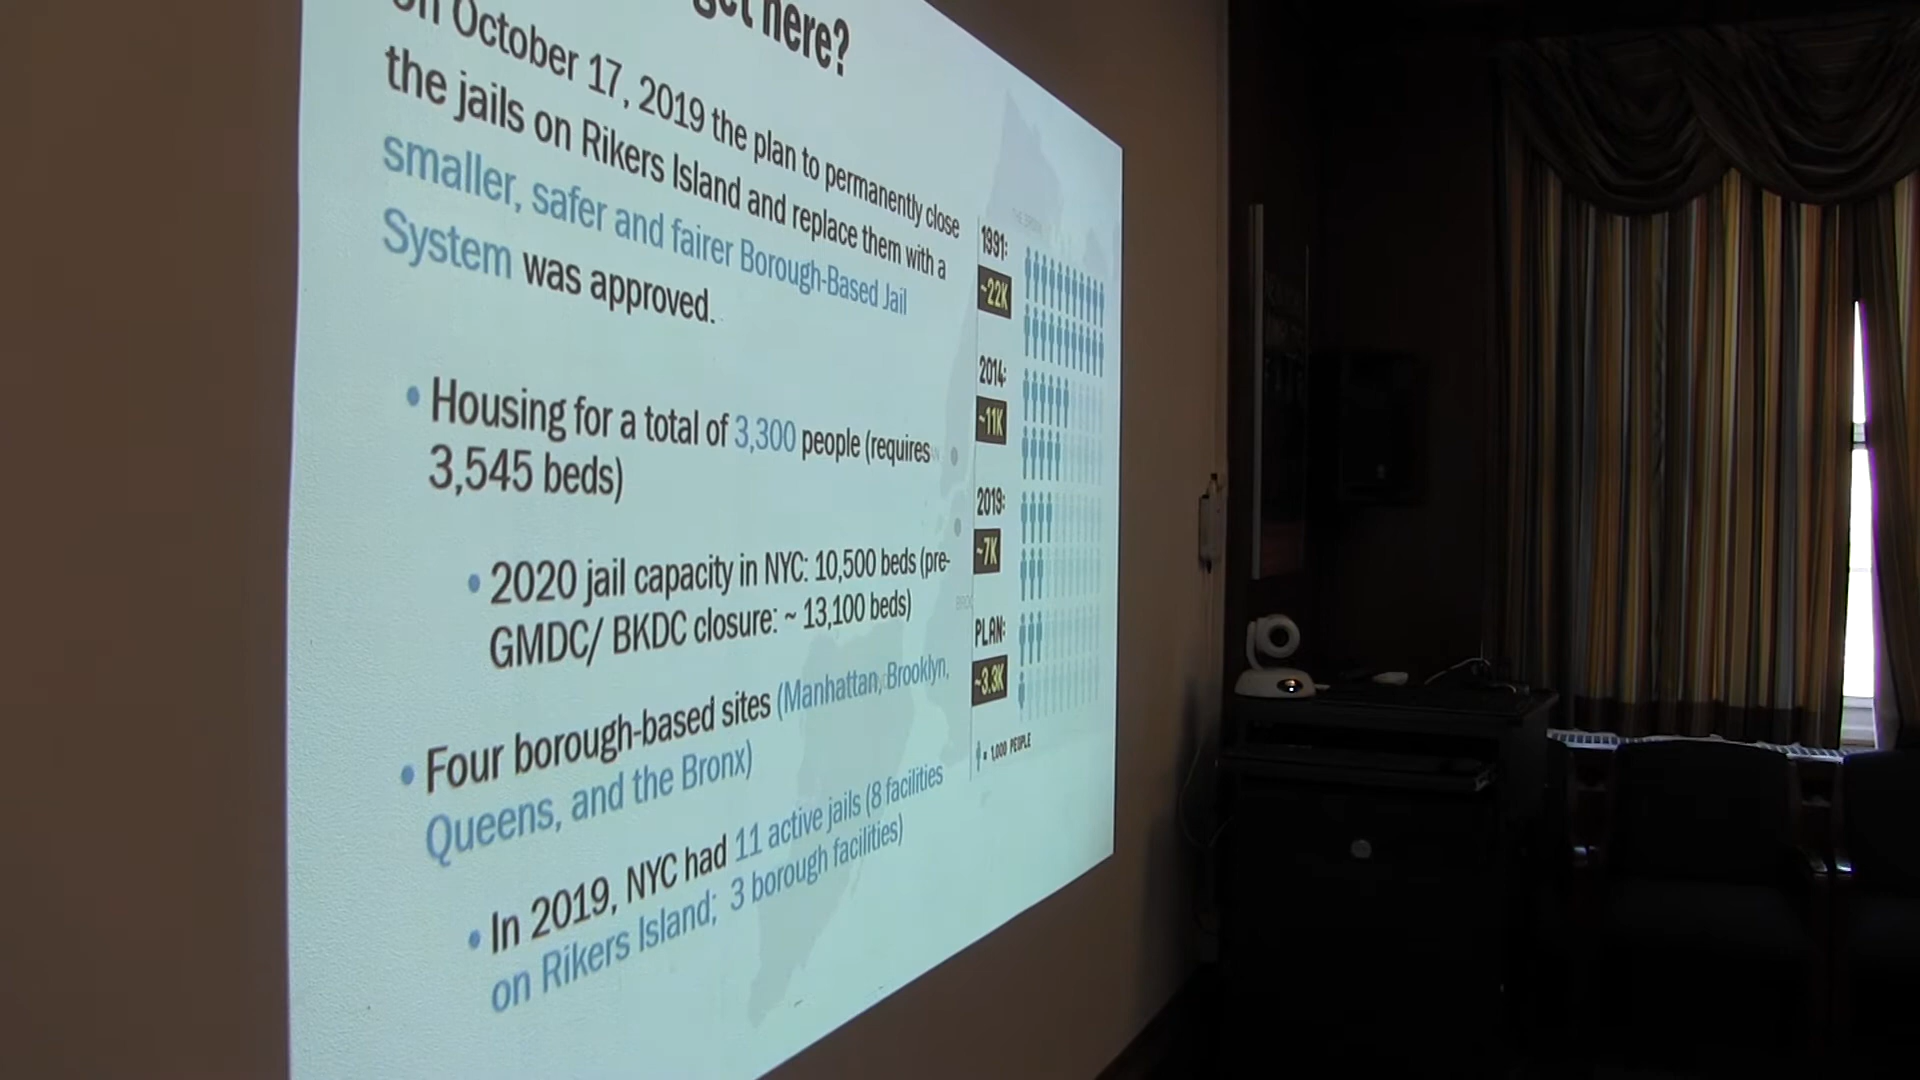 get here?
On October 17, 2019 the plan to permanently close
the jails on Rikers Island and replace them with a
smaller, safer and fairer Borough-Based Jail
System was approved.
• Housing for a total of 3,300 people (requires
3,545 beds)
• 2020 jail capacity in NYC: 10,500 beds (pre-
GMDC/ BKDC closure: ~ 13,100 beds)
• Four borough-based sites (Manhattan, Brooklyn,
Queens, and the Bronx)
• In 2019, NYC had 11 active jails (8 facilities
on Rikers Island; 3 borough facilities)
1991:
~22K
2014:
~11K
2019:
~7K
PLAN:
~3.3K
= 1,000 PEOPLE